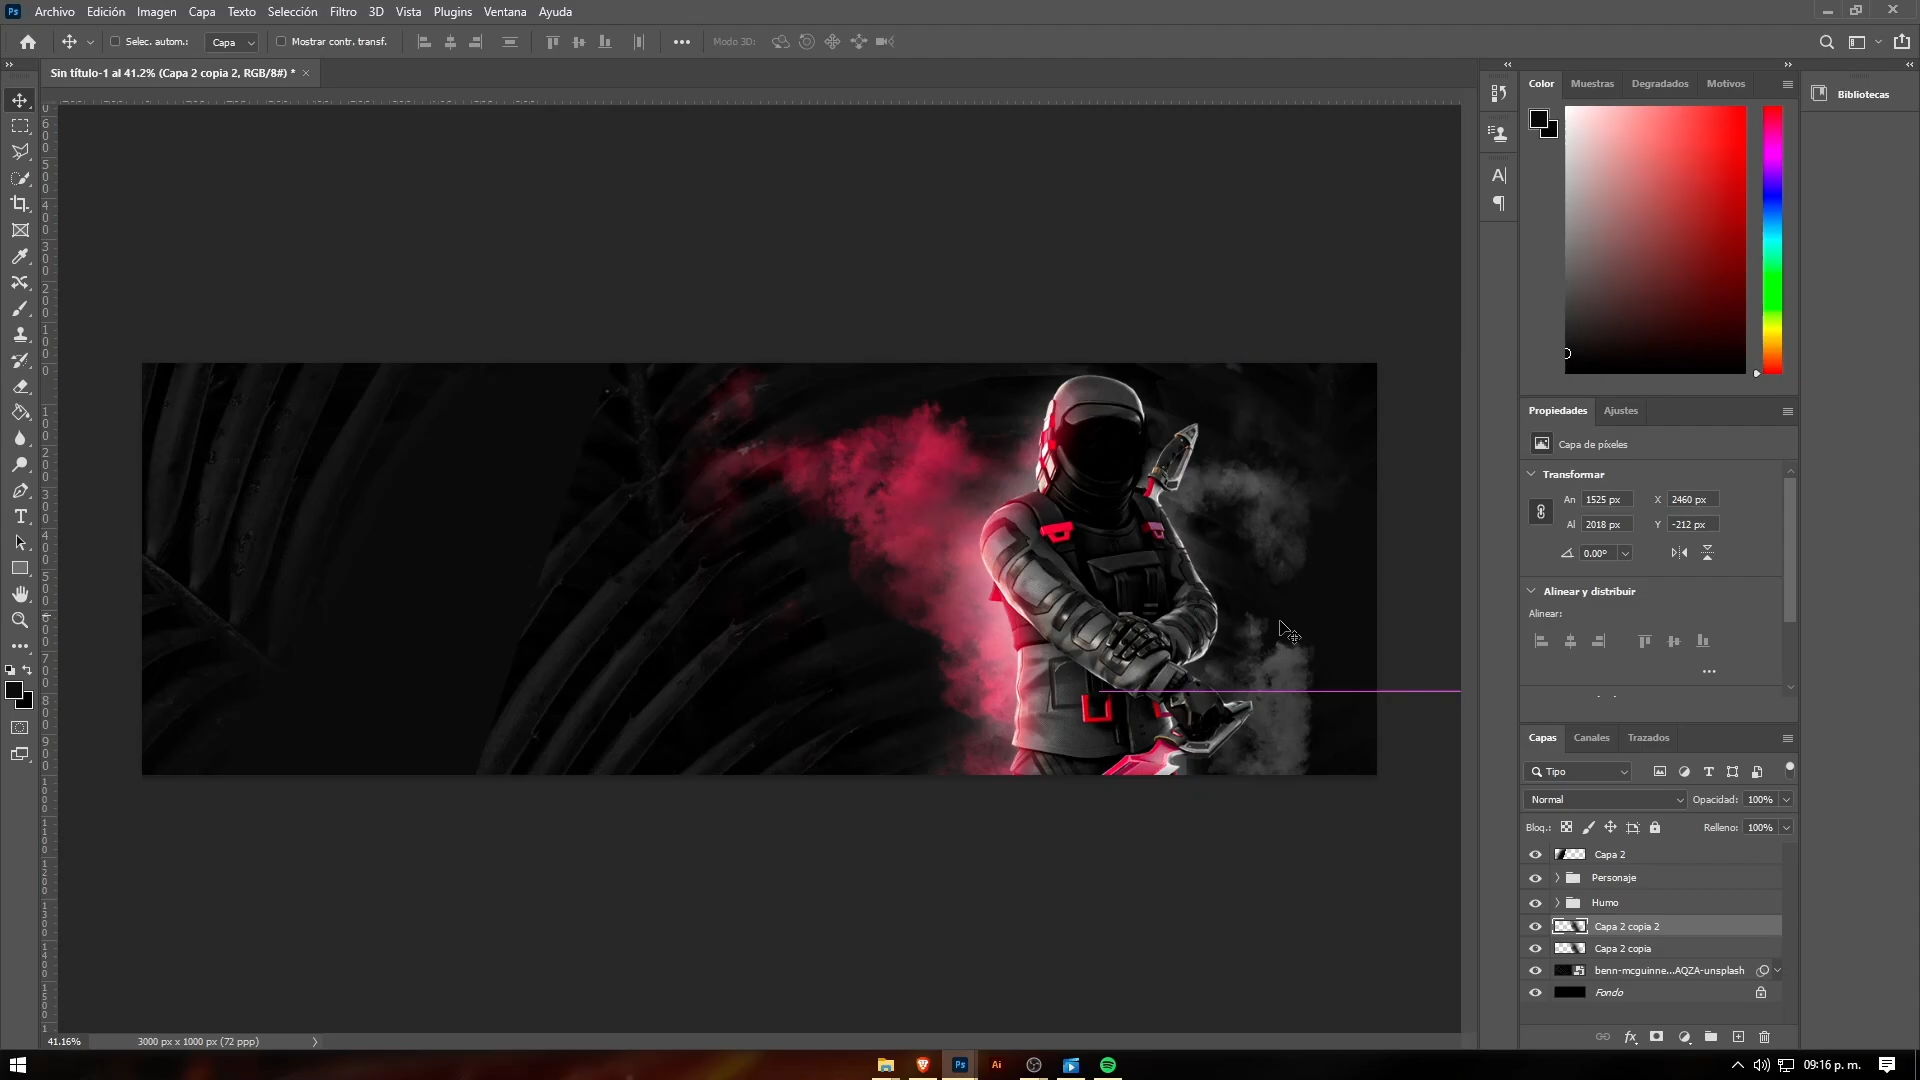 Ps Archivo Edición Imagen Capa Texto Selección Filtro 3D Vista Plugins Ventana Ayuda
Selec. autom.: Capa Mostrar contr. transf. Modo 3D:
Sin título-1 al 41.2% (Capa 2 copia 2, RGB/8#) *
Color Muestras Degradados Motivos
Bibliotecas
Propiedades Ajustes
Capa de píxeles
Transformar
An 1525 px X 2460 px
Al 2018 px Y -212 px
0.00°
Alinear y distribuir
Alinear:
Capas Canales Trazados
Tipo
Normal Opacidad: 100%
Bloq.: Relleno: 100%
Capa 2
Personaje
Humo
Capa 2 copia 2
Capa 2 copia
benn-mcguinne...AQZA-unsplash
Fondo
41.16% 3000 px x 1000 px (72 ppp)
Ps Ai 09:16 p. m.